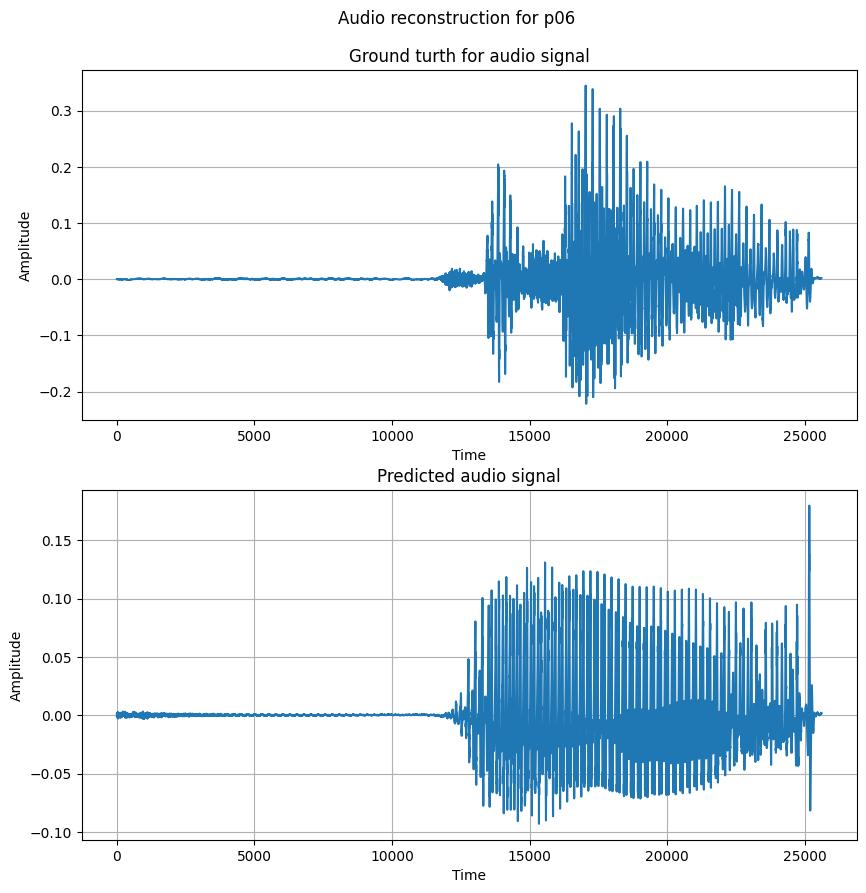 Audio reconstruction for p06
Ground turth for audio signal
0.3
0.2
0.1
0.0
−0.1
−0.2
Amplitude
0 5000 10000 15000 20000 25000
Time
Predicted audio signal
0.15
0.10
0.05
0.00
−0.05
−0.10
Amplitude
0 5000 10000 15000 20000 25000
Time